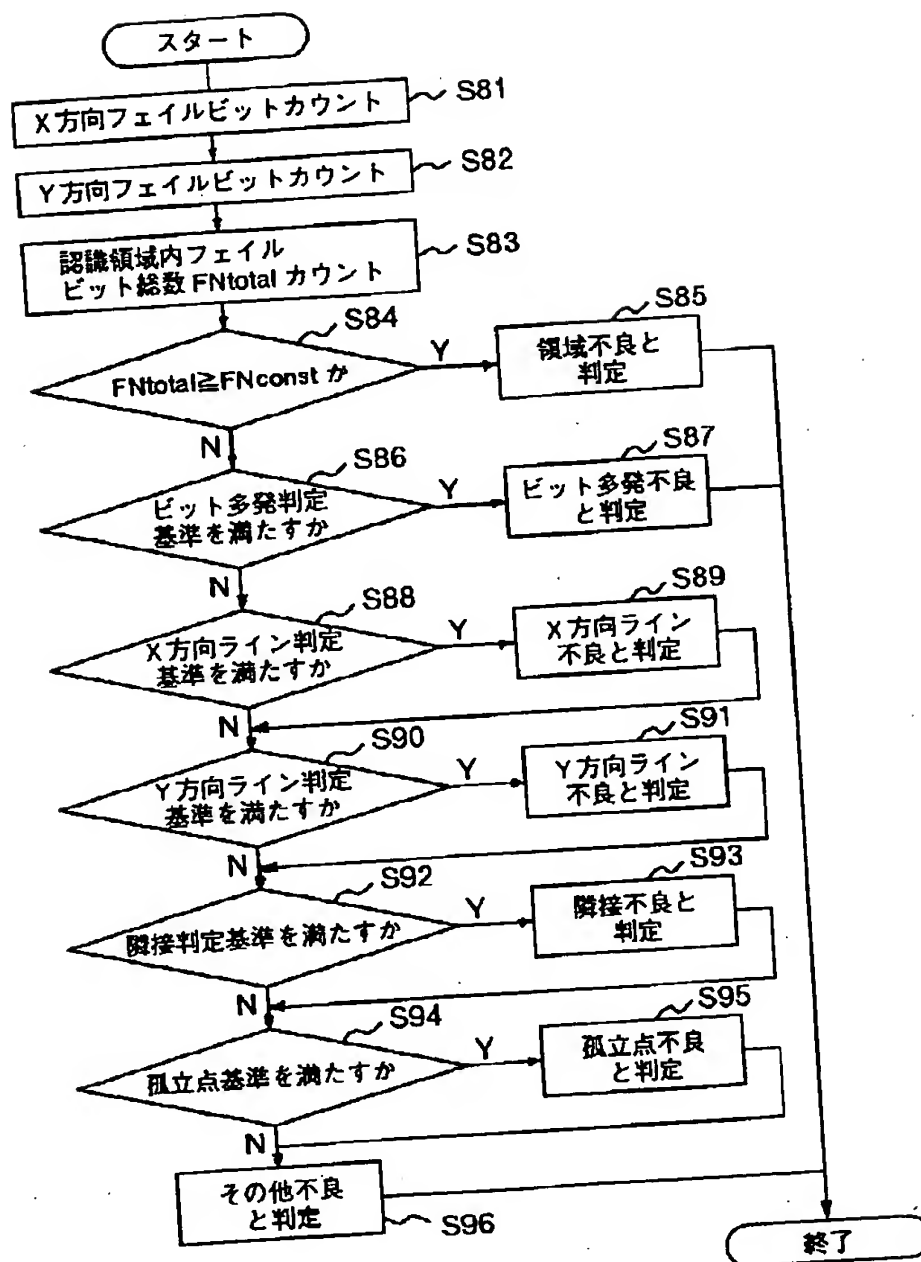 スタート
X方向フェイルビットカウント
S81
Y方向フェイルビットカウント
S82
認識領域内フェイル
ビット総数 FNtotal カウント
S83
FNtotal≧FNconst か
S84
Y
領域不良と
判定
S85
N
ビット多発判定
基準を満たすか
S86
Y
ビット多発不良
と判定
S87
N
X方向ライン判定
基準を満たすか
S88
Y
X方向ライン
不良と判定
S89
N
Y方向ライン判定
基準を満たすか
S90
Y
Y方向ライン
不良と判定
S91
N
隣接判定基準を満たすか
S92
Y
隣接不良と
判定
S93
N
孤立点基準を満たすか
S94
Y
孤立点不良
と判定
S95
N
その他不良
と判定
S96
終了